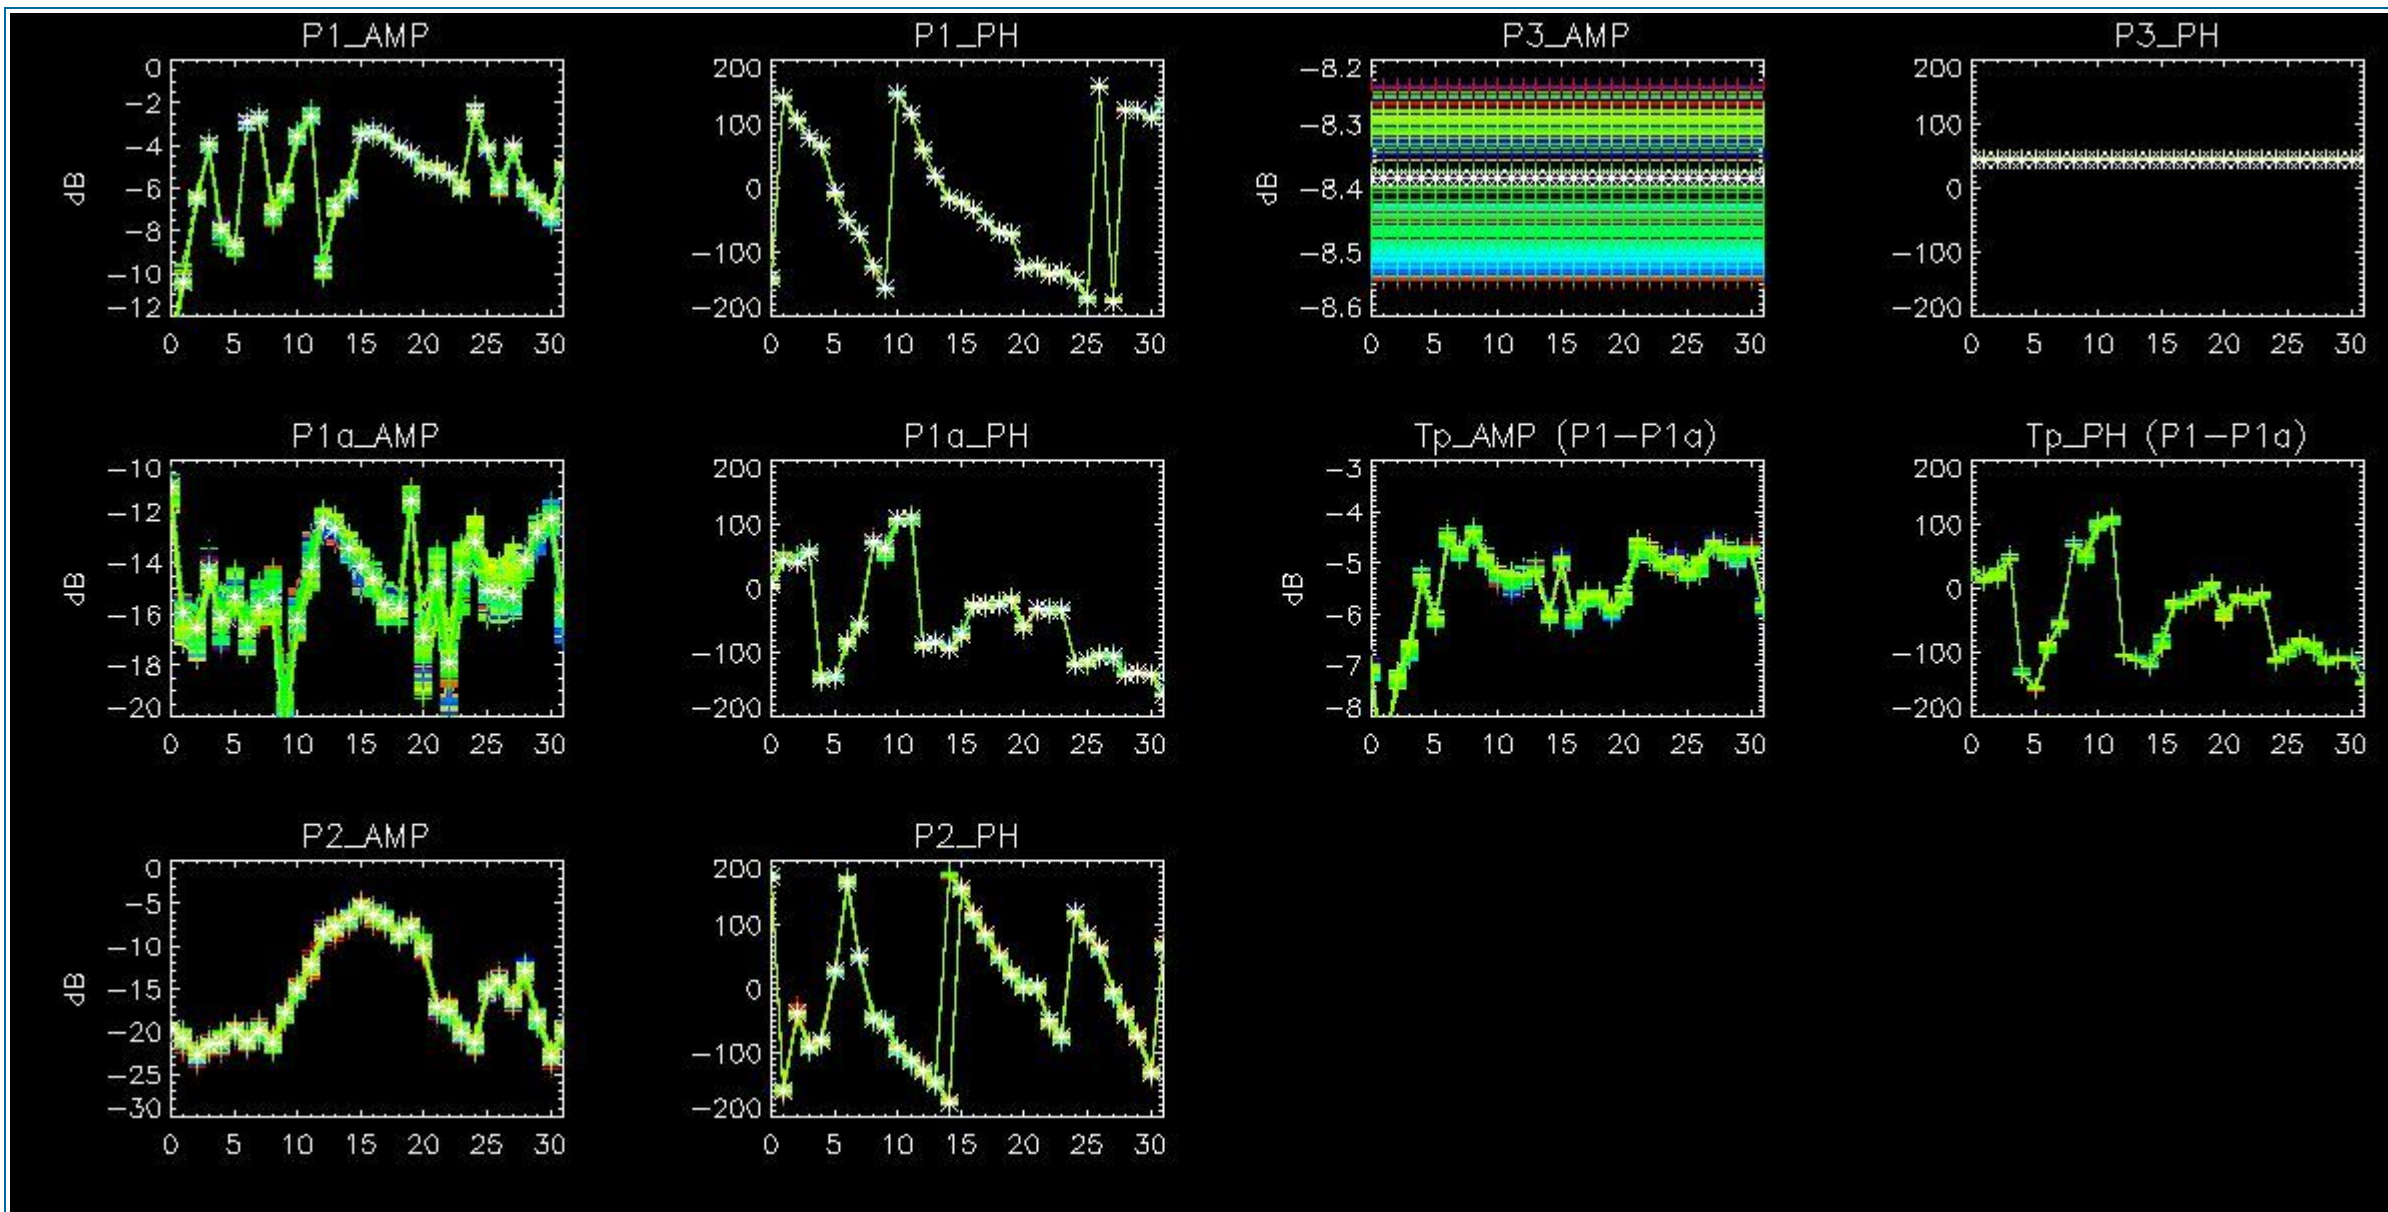 P1_AMP
0
−2
−4
−6
−8
−10
−12
dB
0 5 10 15 20 25 30
P1_PH
200
100
0
−100
−200
0 5 10 15 20 25 30
P3_AMP
−8.2
−8.3
−8.4
−8.5
−8.6
dB
0 5 10 15 20 25 30
P3_PH
200
100
0
−100
−200
0 5 10 15 20 25 30
P1a_AMP
−10
−12
−14
−16
−18
−20
dB
0 5 10 15 20 25 30
P1a_PH
200
100
0
−100
−200
0 5 10 15 20 25 30
Tp_AMP (P1−P1a)
−3
−4
−5
−6
−7
−8
dB
0 5 10 15 20 25 30
Tp_PH (P1−P1a)
200
100
0
−100
−200
0 5 10 15 20 25 30
P2_AMP
0
−5
−10
−15
−20
−25
−30
dB
0 5 10 15 20 25 30
P2_PH
200
100
0
−100
−200
0 5 10 15 20 25 30